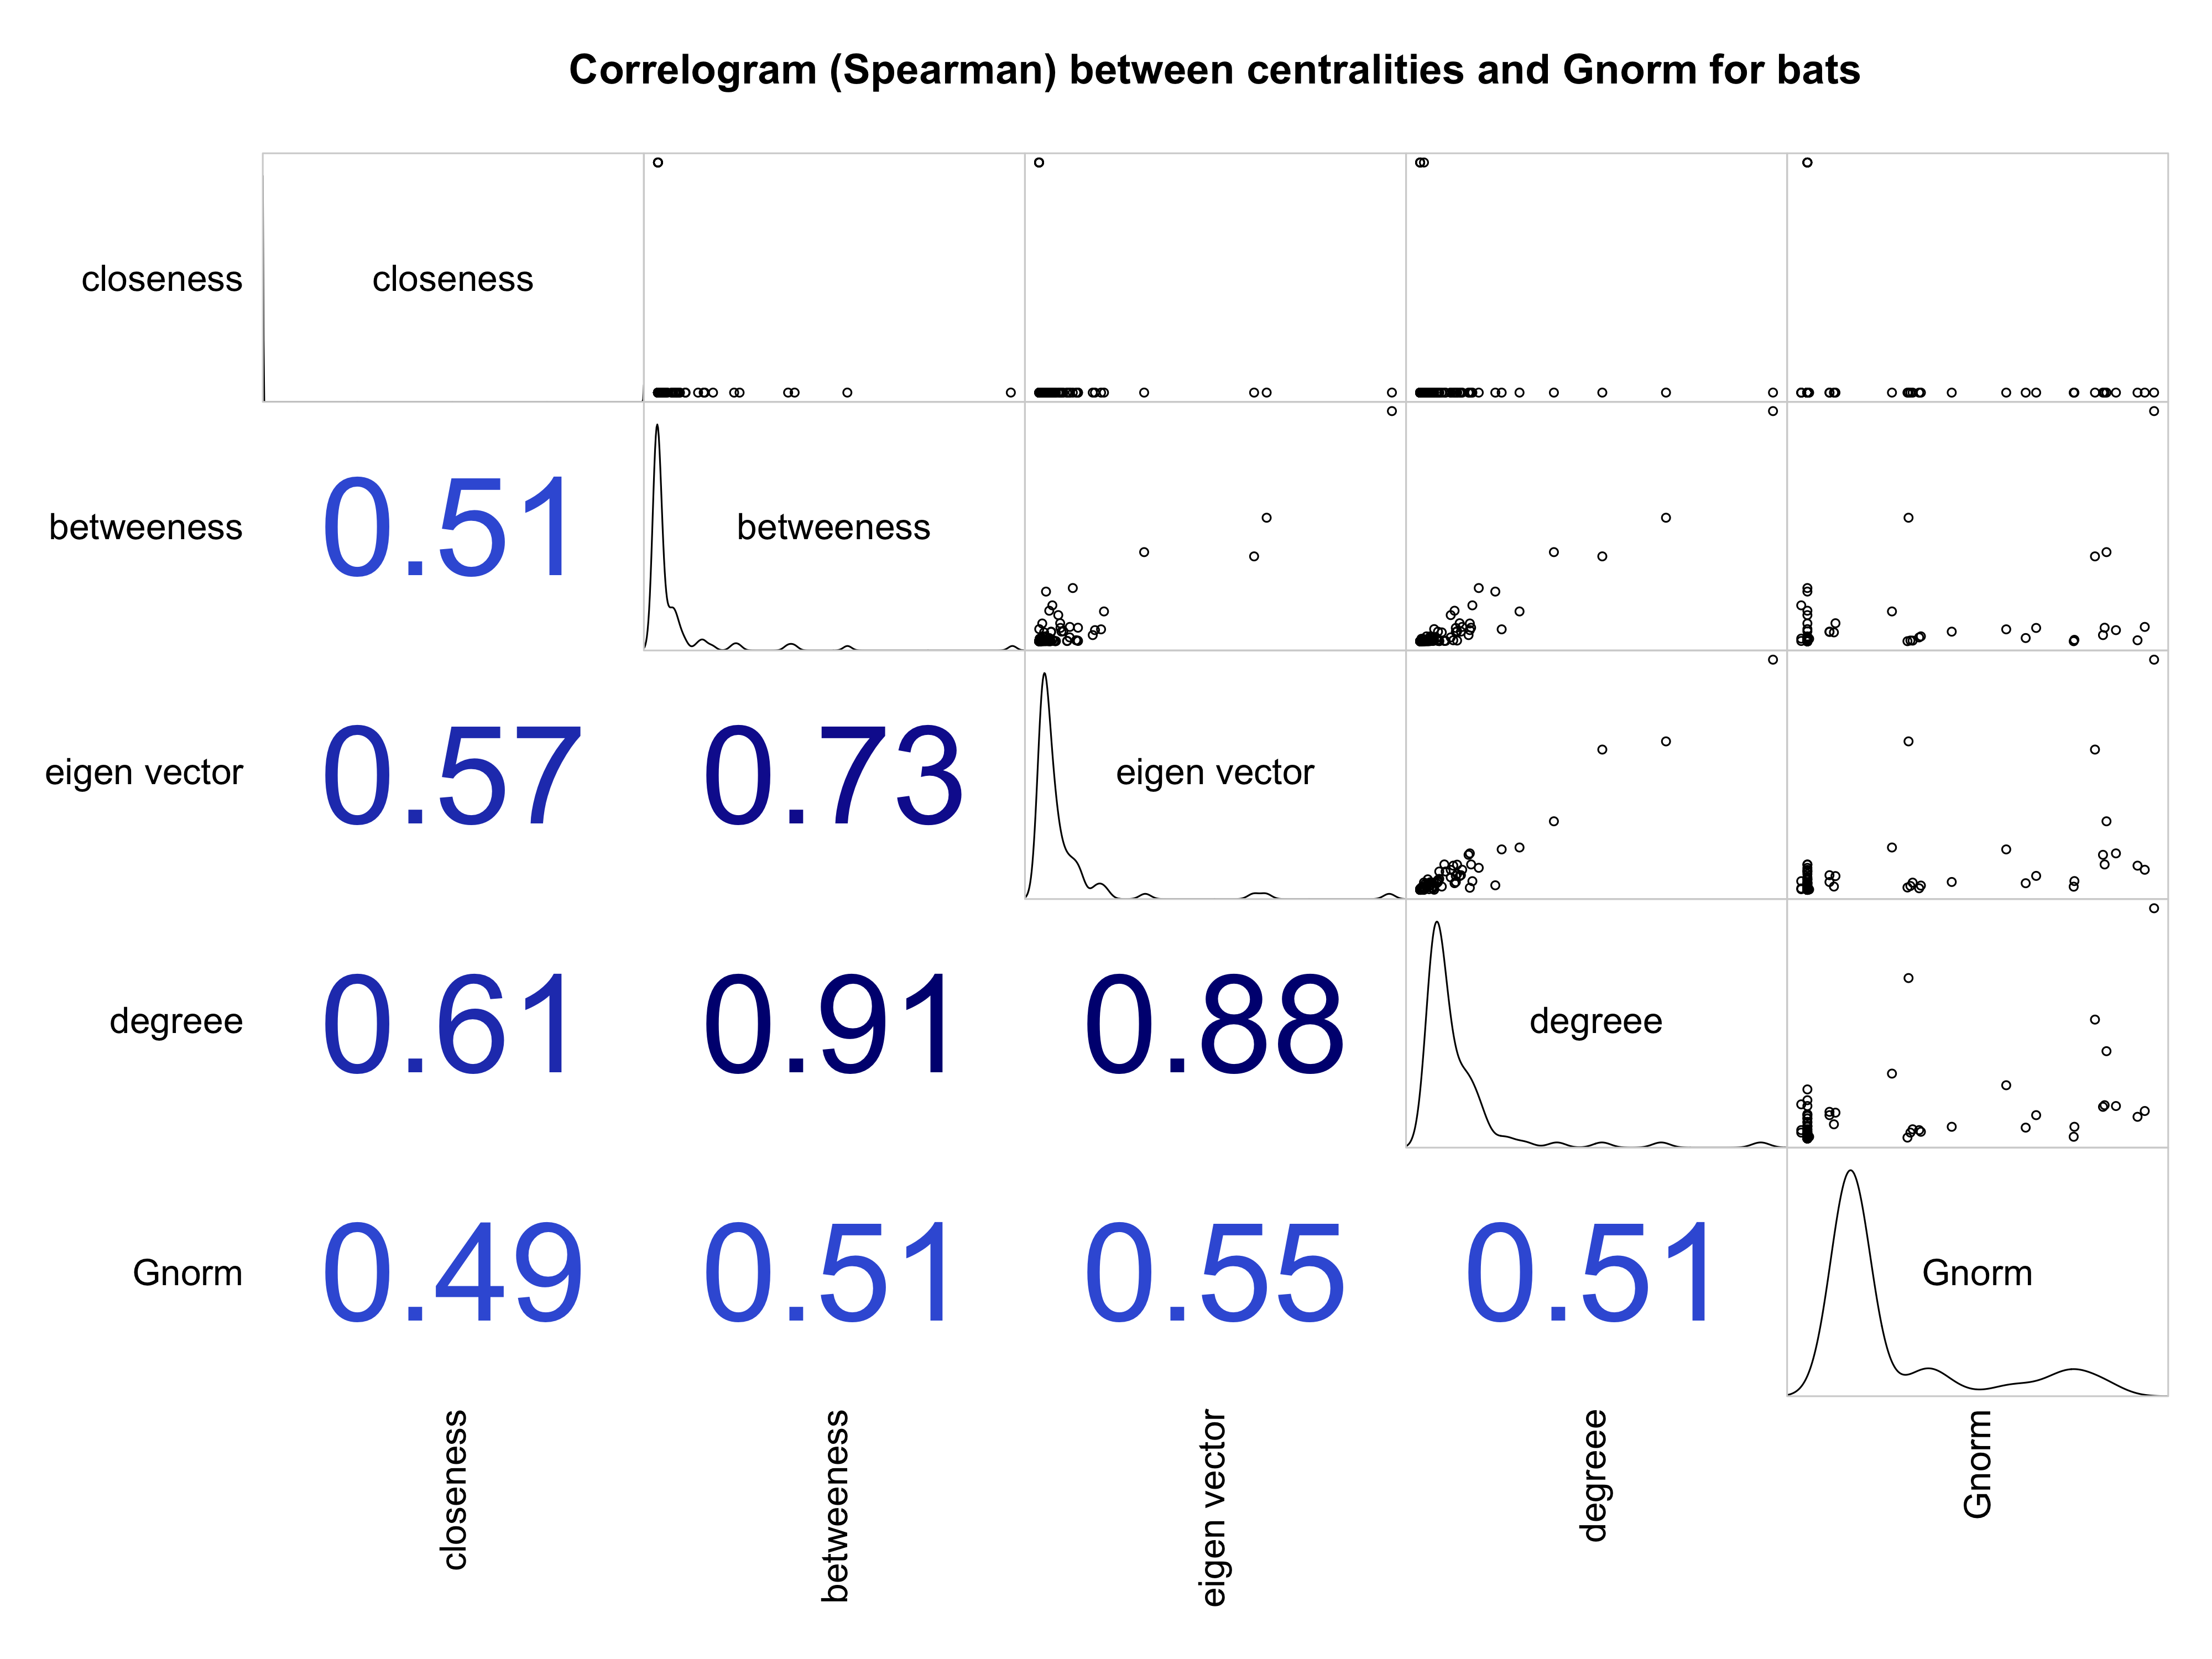 Correlogram (Spearman) between centralities and Gnorm for bats
closeness closeness
betweeness 0.51 betweeness
eigen vector 0.57 0.73 eigen vector
degreee 0.61 0.91 0.88 degreee
Gnorm 0.49 0.51 0.55 0.51 Gnorm
closeness betweeness eigen vector degreee Gnorm